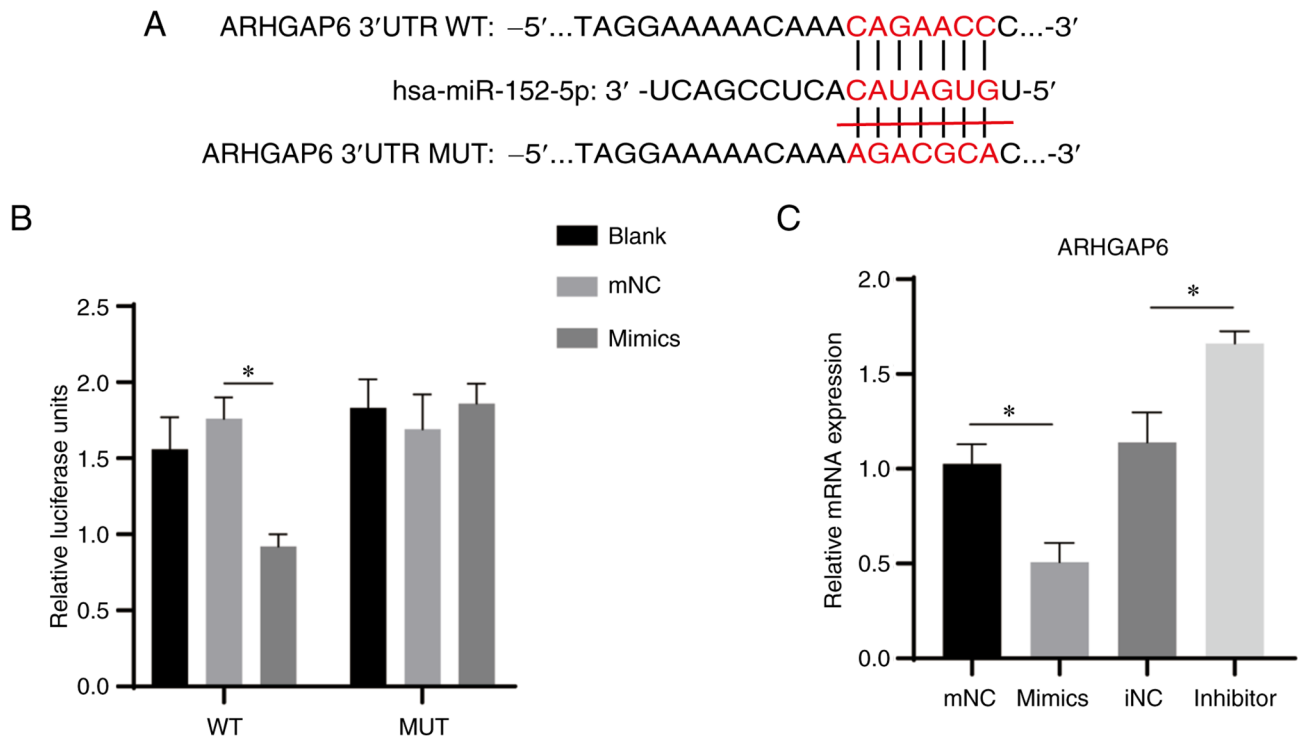 A
ARHGAP6 3′UTR WT: –5′...TAGGAAAAACAAACAGAACCC...-3′
hsa-miR-152-5p: 3′ -UCAGCCUCACAUAGUGU-5′
ARHGAP6 3′UTR MUT: –5′...TAGGAAAAACAAAAGACGCAC...-3′
B
Blank
mNC
Mimics
Relative luciferase units
2.5
2.0
1.5
1.0
0.5
0.0
*
WT
MUT
C
ARHGAP6
Relative mRNA expression
2.0
1.5
1.0
0.5
0.0
*
*
mNC
Mimics
iNC
Inhibitor